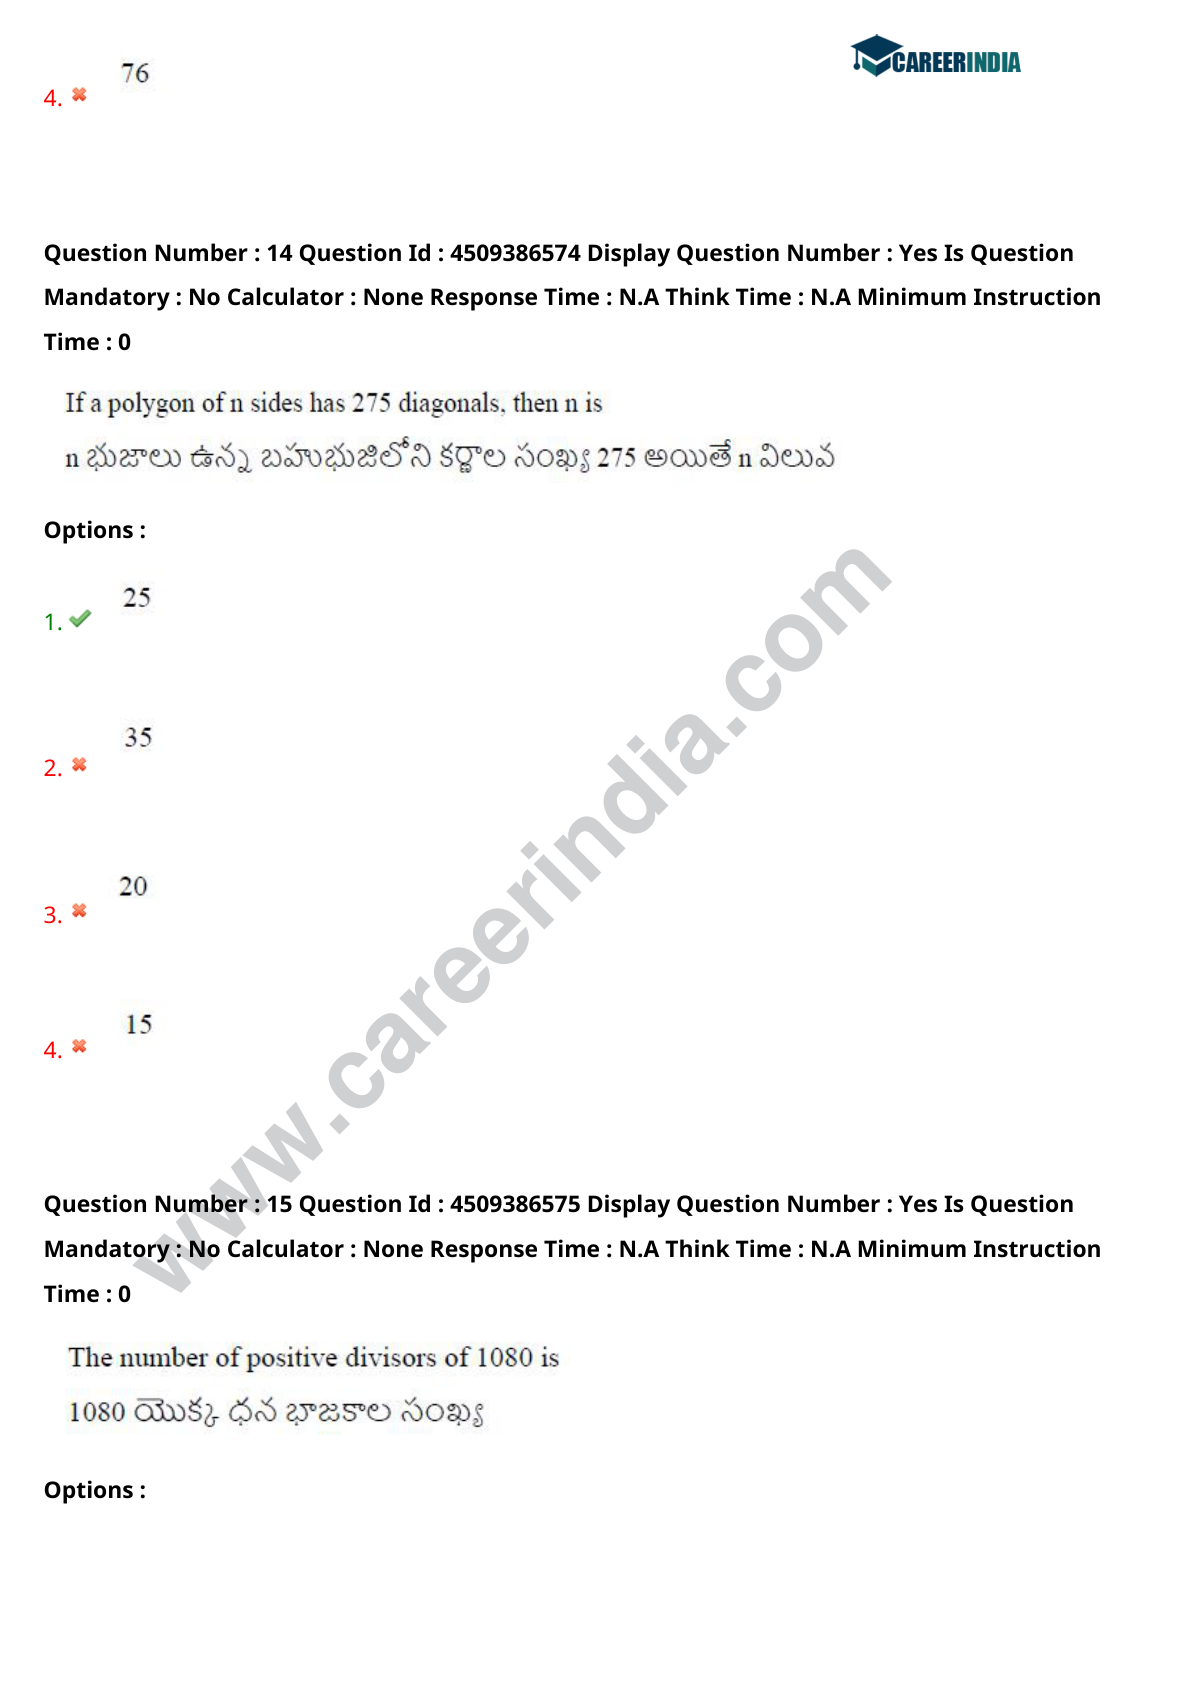 CAREERINDIA
76
4.
Question Number : 14 Question Id : 4509386574 Display Question Number : Yes Is Question
Mandatory : No Calculator : None Response Time : N.A Think Time : N.A Minimum Instruction
Time : 0
If a polygon of n sides has 275 diagonals, then n is
n భుజాలు ఉన్న బహుభుజిలోని కర్ణాల సంఖ్య 275 అయితే n విలువ
Options :
25
1.
35
2.
20
3.
15
4.
www.careerindia.com
Question Number : 15 Question Id : 4509386575 Display Question Number : Yes Is Question
Mandatory : No Calculator : None Response Time : N.A Think Time : N.A Minimum Instruction
Time : 0
The number of positive divisors of 1080 is
1080 యొక్క ధన భాజకాల సంఖ్య
Options :